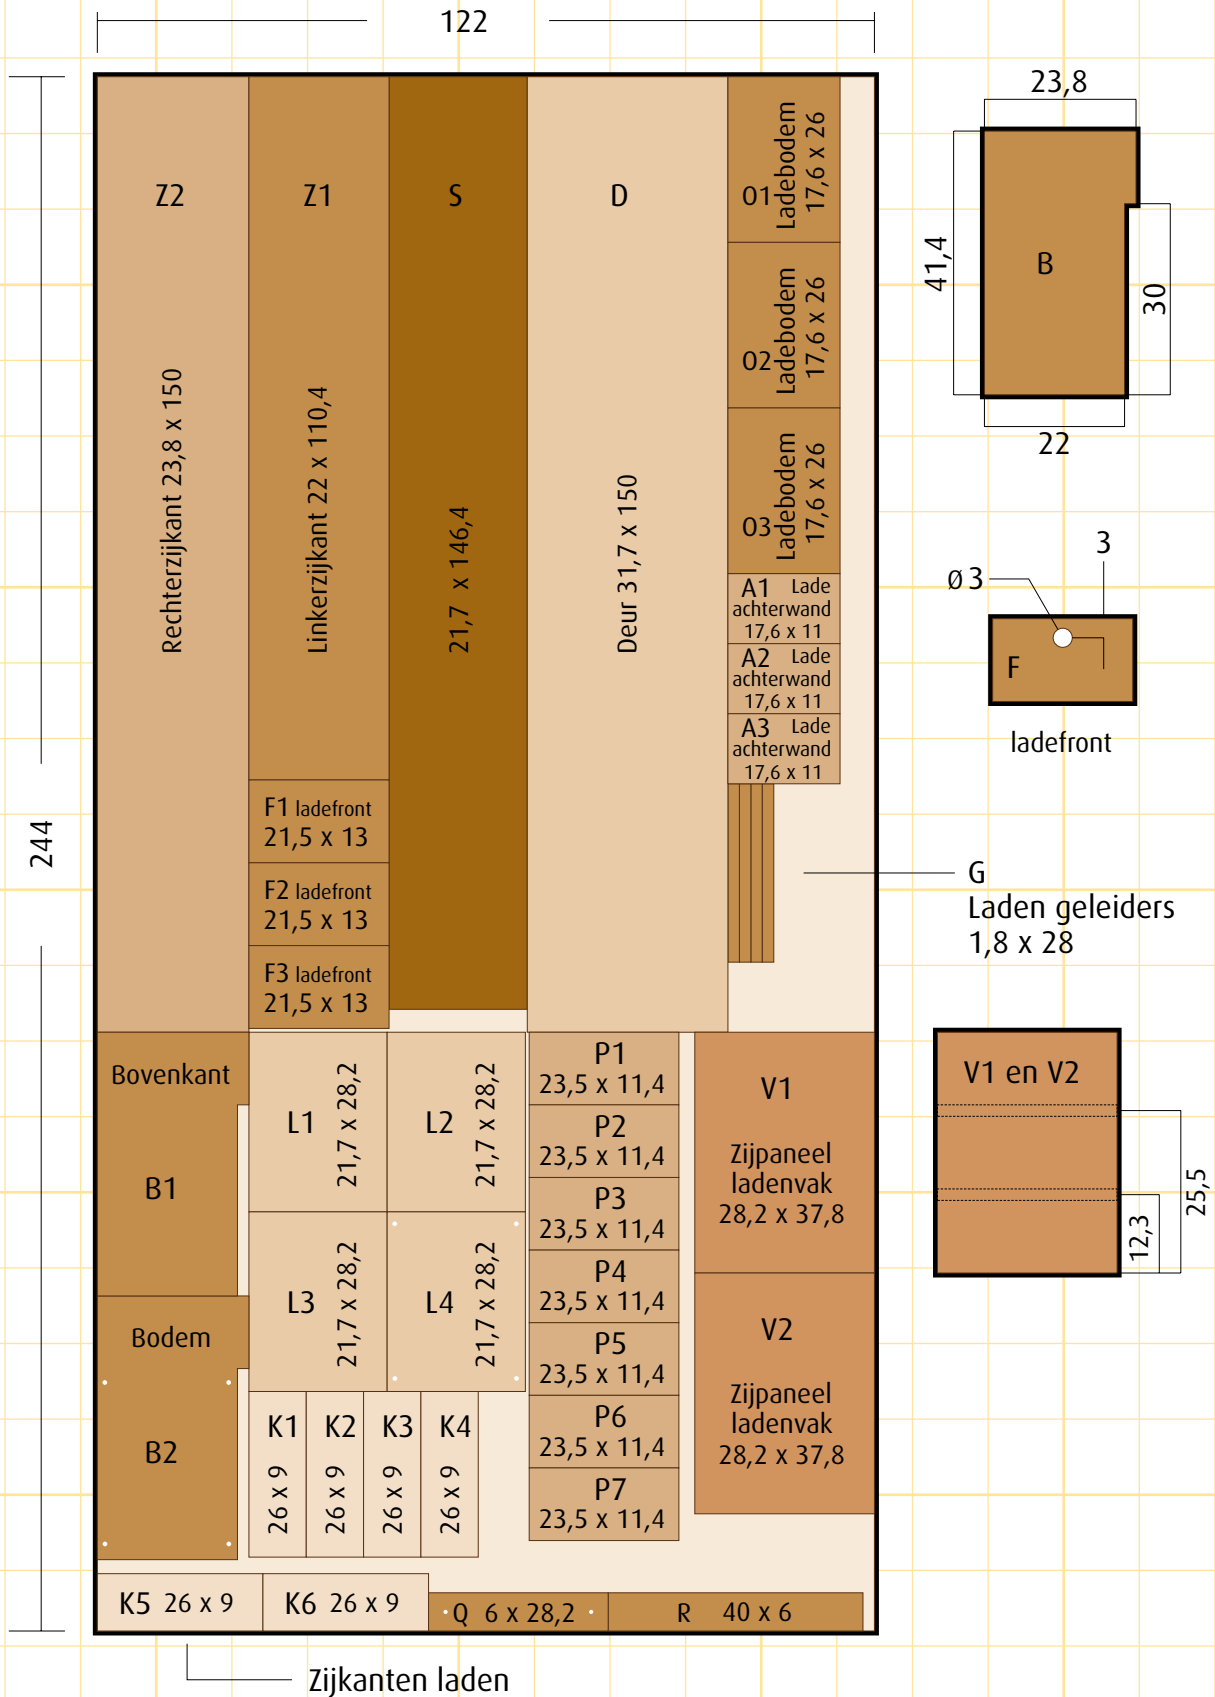 122
244
Z2
Rechterzijkant 23,8 x 150
Z1
Linkerzijkant 22 x 110,4
S
21,7 x 146,4
D
Deur 31,7 x 150
O1
Ladebodem
17,6 x 26
O2
Ladebodem
17,6 x 26
O3
Ladebodem
17,6 x 26
A1 Lade
achterwand
17,6 x 11
A2 Lade
achterwand
17,6 x 11
A3 Lade
achterwand
17,6 x 11
F1 ladefront
21,5 x 13
F2 ladefront
21,5 x 13
F3 ladefront
21,5 x 13
G
Laden geleiders
1,8 x 28
Bovenkant
B1
Bodem
B2
L1
21,7 x 28,2
L2
21,7 x 28,2
L3
21,7 x 28,2
L4
21,7 x 28,2
K1
26 x 9
K2
26 x 9
K3
26 x 9
K4
26 x 9
P1
23,5 x 11,4
P2
23,5 x 11,4
P3
23,5 x 11,4
P4
23,5 x 11,4
P5
23,5 x 11,4
P6
23,5 x 11,4
P7
23,5 x 11,4
V1
Zijpaneel
ladenvak
28,2 x 37,8
V2
Zijpaneel
ladenvak
28,2 x 37,8
K5 26 x 9
K6 26 x 9
Q 6 x 28,2
R 40 x 6
Zijkanten laden
23,8
41,4
B
30
22
3
Ø 3
F
ladefront
V1 en V2
25,5
12,3